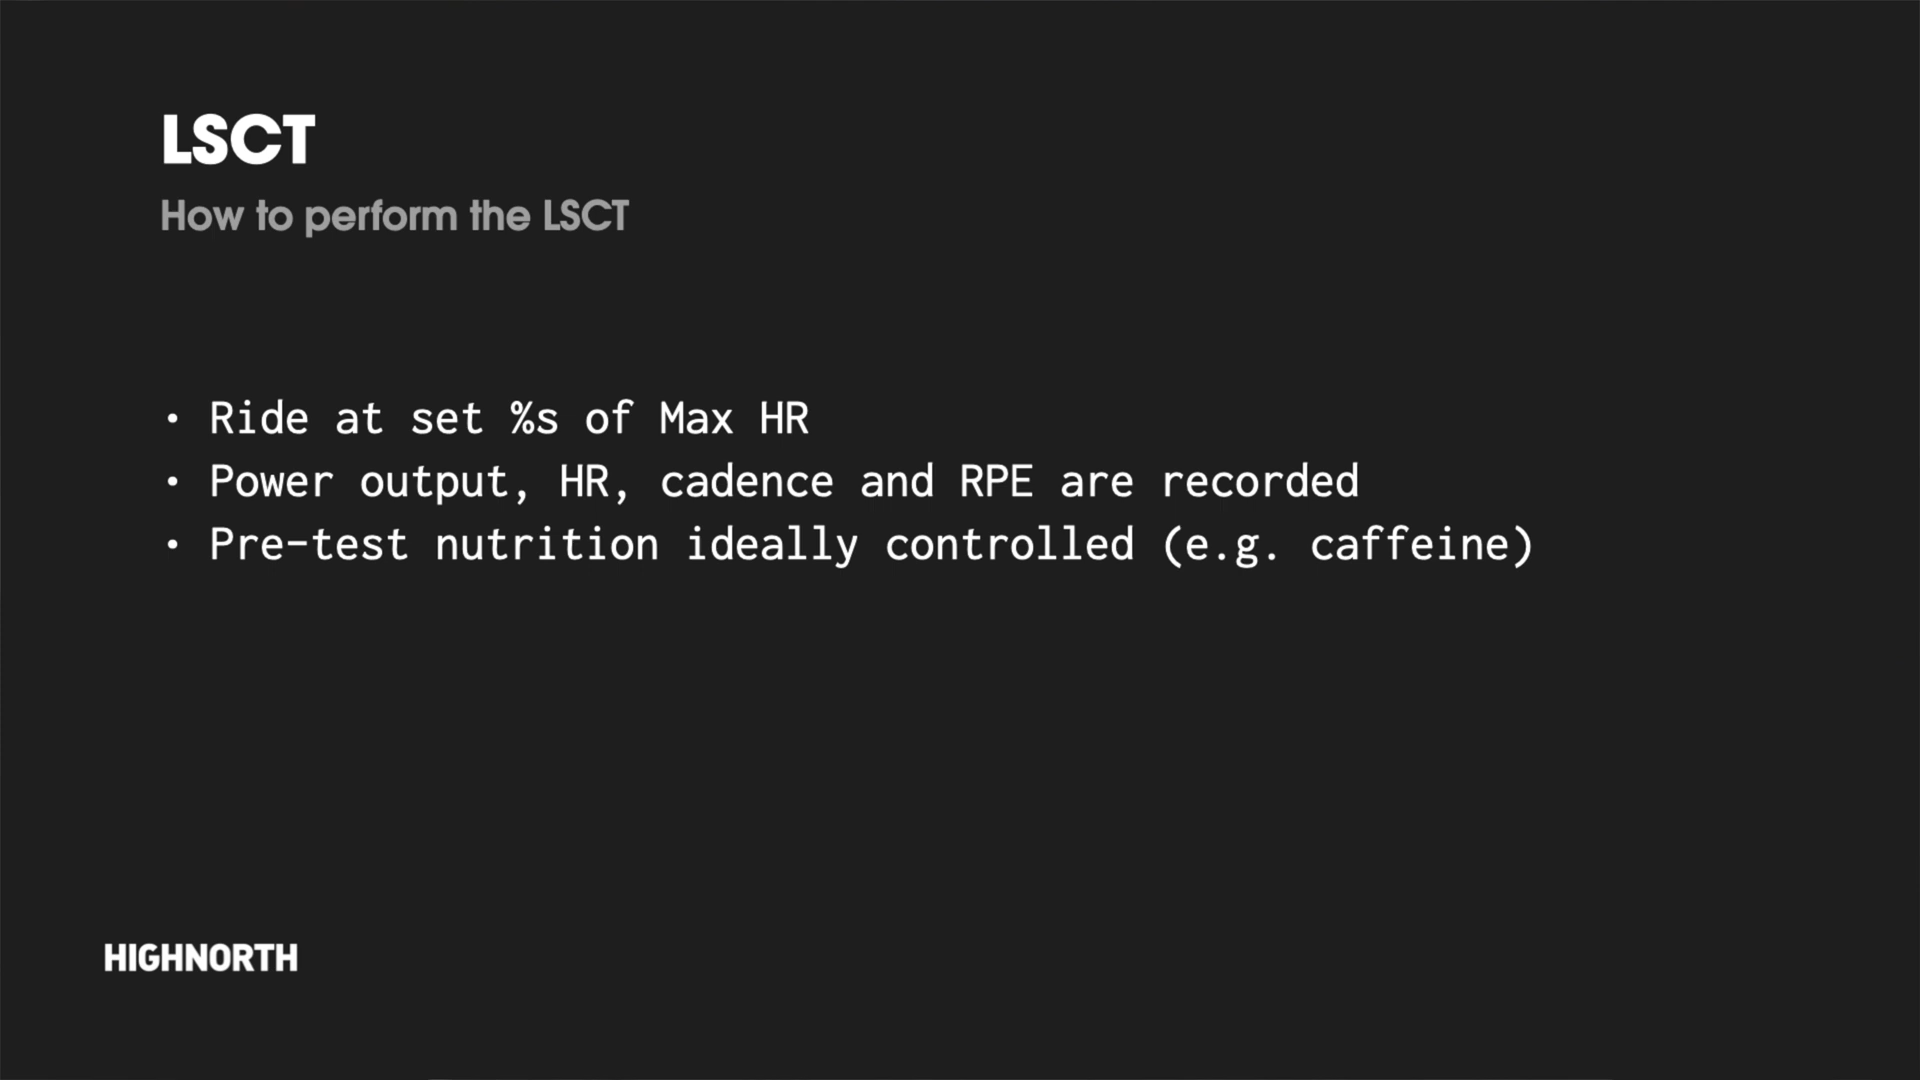 LSCT
How to perform the LSCT
• Ride at set %s of Max HR
• Power output, HR, cadence and RPE are recorded
• Pre-test nutrition ideally controlled (e.g. caffeine)
HIGHNORTH